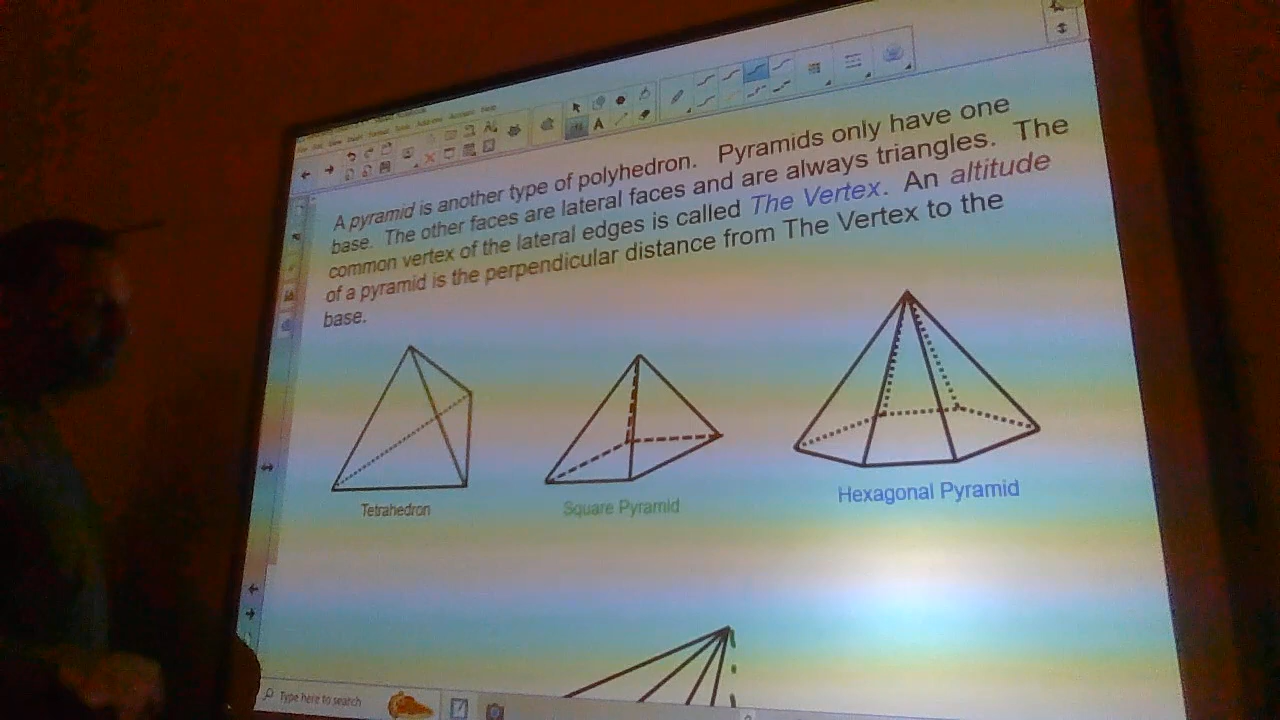 A pyramid is another type of polyhedron. Pyramids only have one
base. The other faces are lateral faces and are always triangles. The
common vertex of the lateral edges is called The Vertex. An altitude
of a pyramid is the perpendicular distance from The Vertex to the
base.
Tetrahedron
Square Pyramid
Hexagonal Pyramid
Type here to search